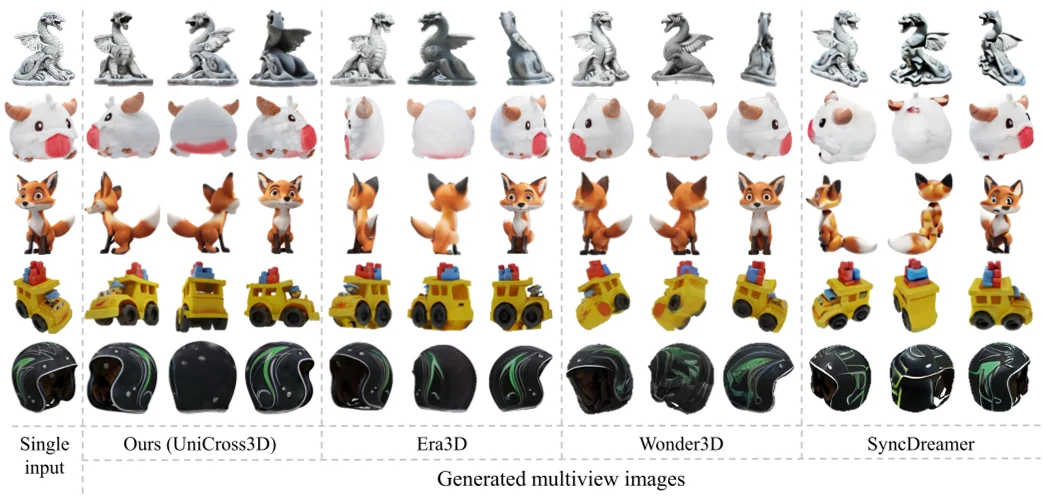 Single
input
Ours (UniCross3D)
Era3D
Wonder3D
SyncDreamer
Generated multiview images